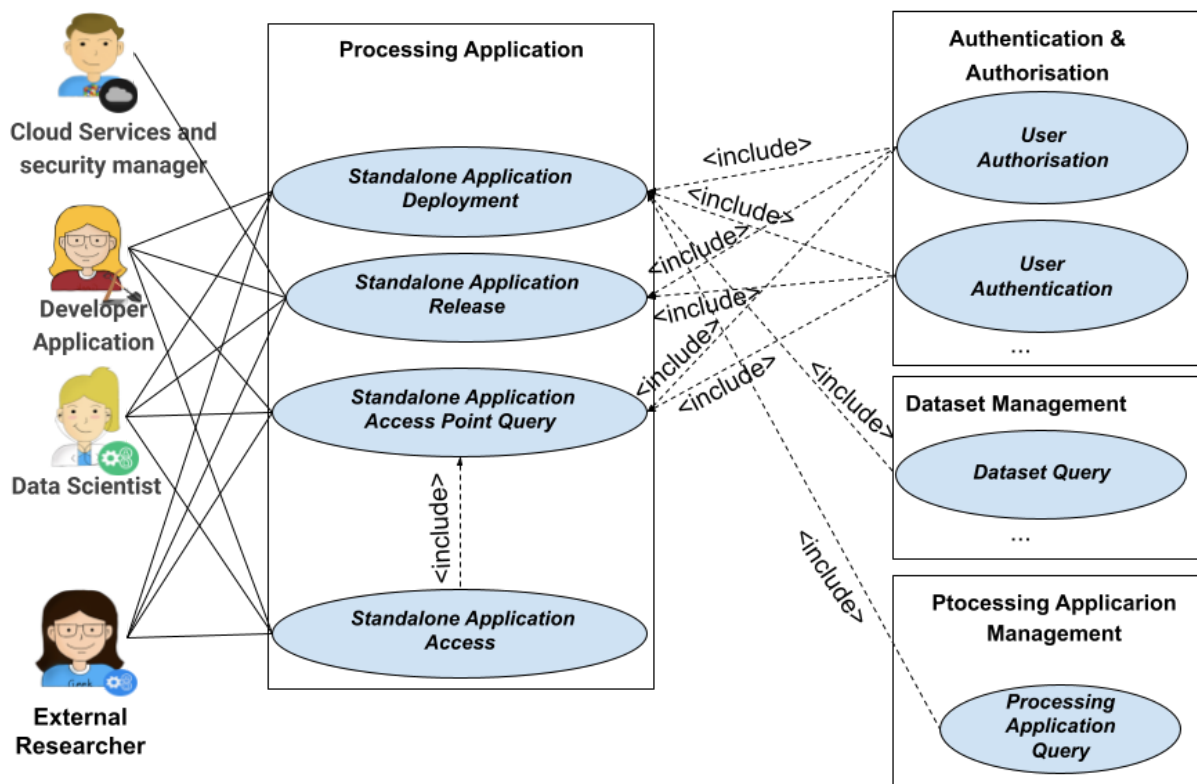 Cloud Services and
security manager
Developer
Application
Data Scientist
Geek
External
Researcher
Processing Application
Standalone Application
Deployment
Standalone Application
Release
Standalone Application
Access Point Query
<include>
Standalone Application
Access
<include>
<include>
<include>
<include>
<include>
<include>
<include>
<include>
Authentication &
Authorisation
User
Authorisation
User
Authentication
...
Dataset Management
Dataset Query
...
Ptocessing Applicarion
Management
Processing
Application
Query